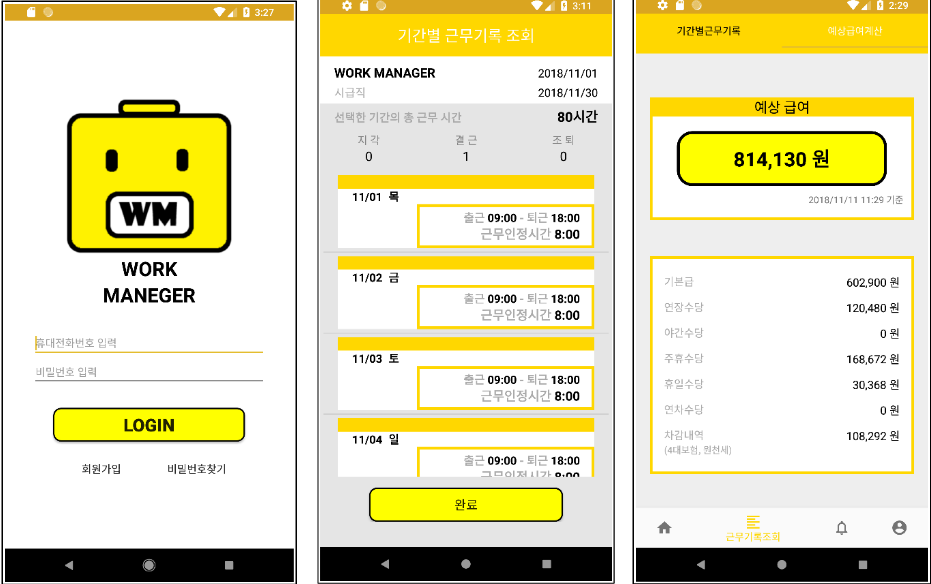 3:27
WM
WORK
MANEGER
휴대전화번호 입력
비밀번호 입력
LOGIN
회원가입 비밀번호찾기
3:11
기간별 근무기록 조회
WORK MANAGER 2018/11/01
시급직 2018/11/30
선택한 기간의 총 근무 시간 80시간
지각 결근 조퇴
0 1 0
11/01 목
출근 09:00 - 퇴근 18:00
근무인정시간 8:00
11/02 금
출근 09:00 - 퇴근 18:00
근무인정시간 8:00
11/03 토
출근 09:00 - 퇴근 18:00
근무인정시간 8:00
11/04 일
출근 09:00 - 퇴근 18:00
근무인정시간 8:00
완료
2:29
기간별근무기록 예상급여계산
예상 급여
814,130 원
2018/11/11 11:29 기준
기본급 602,900 원
연장수당 120,480 원
야간수당 0 원
주휴수당 168,672 원
휴일수당 30,368 원
연차수당 0 원
차감내역 108,292 원
(4대보험, 원천세)
근무기록조회